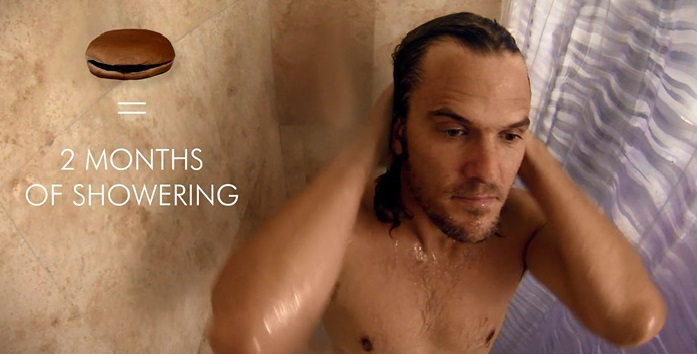 =
2 MONTHS
OF SHOWERING